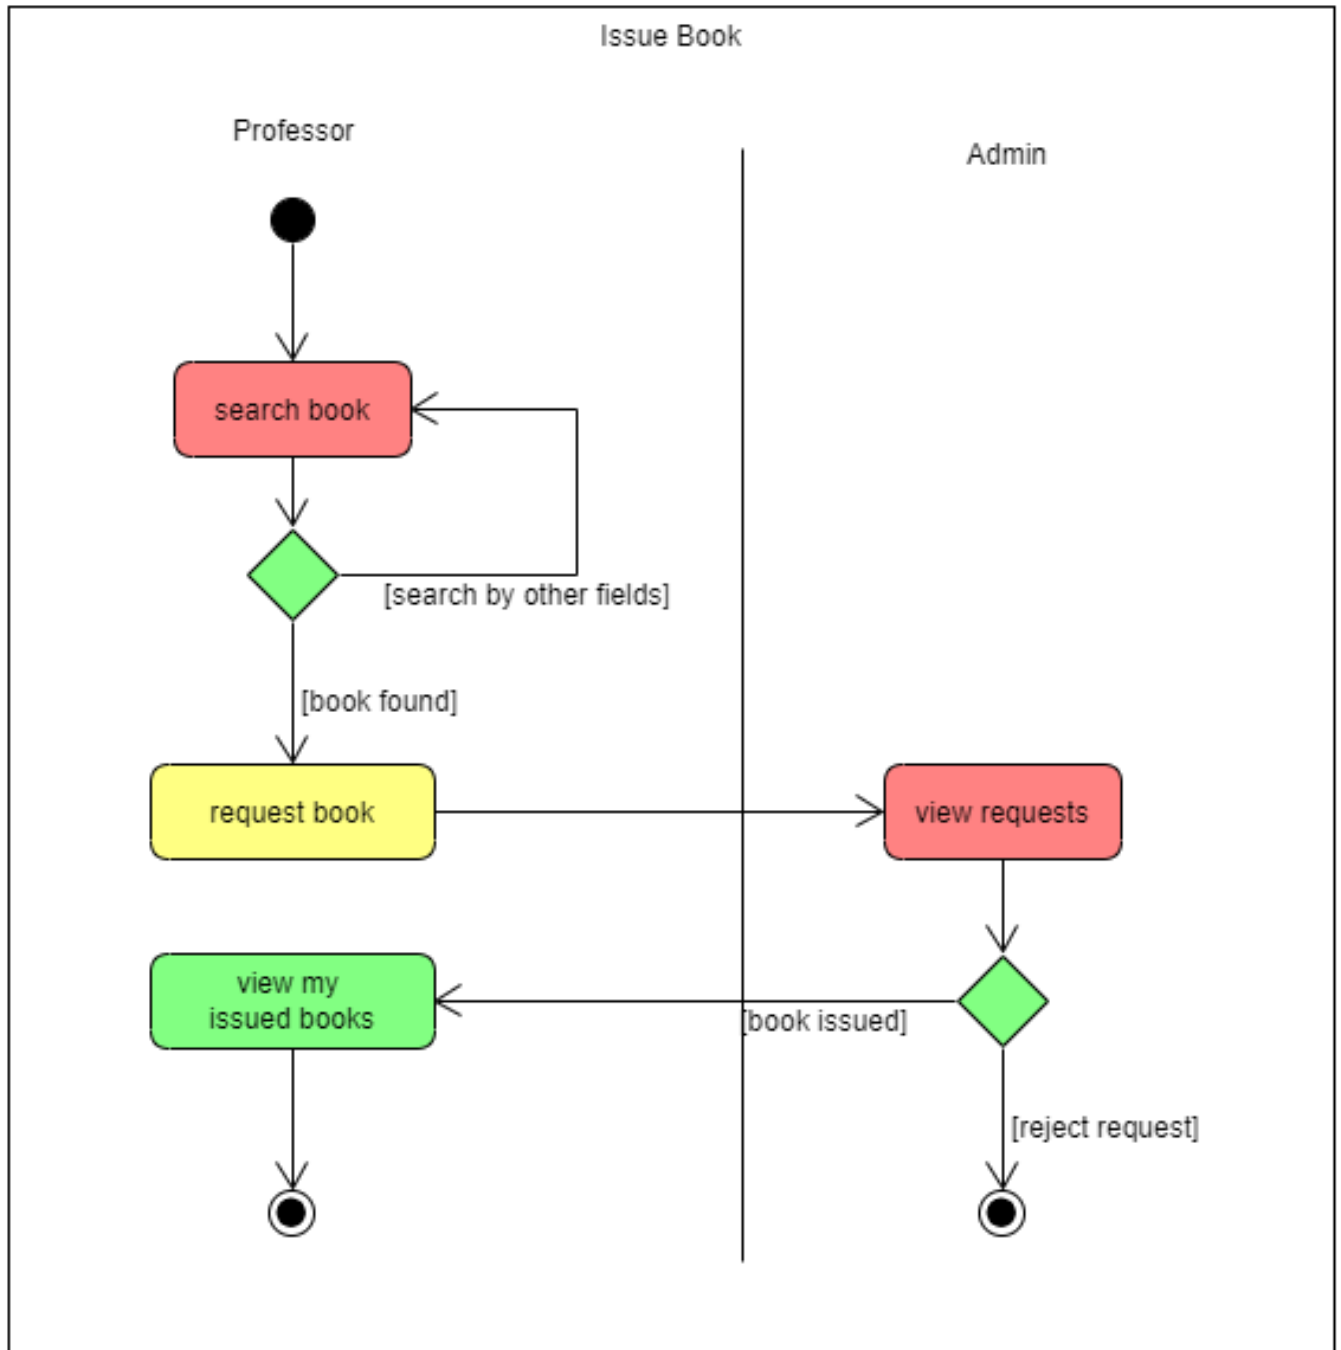 Issue Book
Professor
Admin
search book
[search by other fields]
[book found]
request book
view requests
view my
issued books
[book issued]
[reject request]